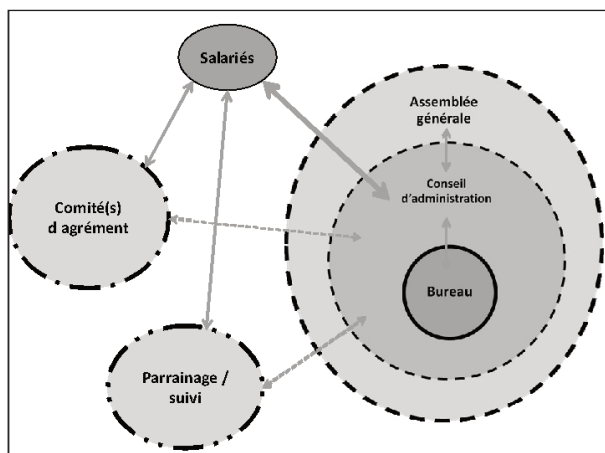 Salariés
Assemblée
générale
Comité(s)
d agrément
Conseil
d'administration
Bureau
Parrainage /
suivi